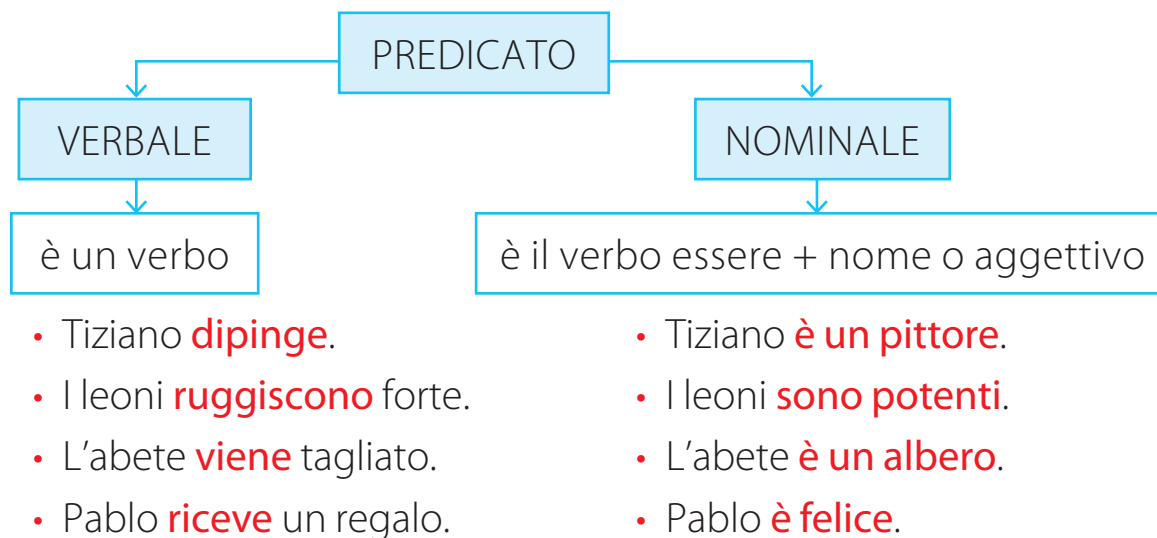 PREDICATO
VERBALE
NOMINALE
è un verbo
è il verbo essere + nome o aggettivo
• Tiziano dipinge.
• I leoni ruggiscono forte.
• L’abete viene tagliato.
• Pablo riceve un regalo.
• Tiziano è un pittore.
• I leoni sono potenti.
• L’abete è un albero.
• Pablo è felice.